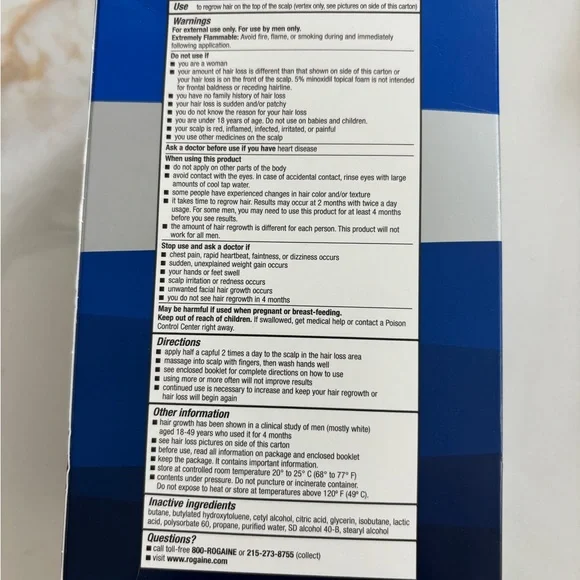 Use to regrow hair on the top of the scalp (vertex only, see pictures on side of this carton)
Warnings
For external use only. For use by men only.
Extremely Flammable: Avoid fire, flame, or smoking during and immediately
following application.
Do not use if
■ you are a woman
■ your amount of hair loss is different than that shown on side of this carton or
your hair loss is on the front of the scalp. 5% minoxidil topical foam is not intended
for frontal baldness or receding hairline.
■ you have no family history of hair loss
■ your hair loss is sudden and/or patchy
■ you do not know the reason for your hair loss
■ you are under 18 years of age. Do not use on babies and children.
■ your scalp is red, inflamed, infected, irritated, or painful
■ you use other medicines on the scalp
Ask a doctor before use if you have heart disease
When using this product
■ do not apply on other parts of the body
■ avoid contact with the eyes. In case of accidental contact, rinse eyes with large
amounts of cool tap water.
■ some people have experienced changes in hair color and/or texture
■ it takes time to regrow hair. Results may occur at 2 months with twice a day
usage. For some men, you may need to use this product for at least 4 months
before you see results.
■ the amount of hair regrowth is different for each person. This product will not
work for all men.
Stop use and ask a doctor if
■ chest pain, rapid heartbeat, faintness, or dizziness occurs
■ sudden, unexplained weight gain occurs
■ your hands or feet swell
■ scalp irritation or redness occurs
■ unwanted facial hair growth occurs
■ you do not see hair regrowth in 4 months
May be harmful if used when pregnant or breast-feeding.
Keep out of reach of children. If swallowed, get medical help or contact a Poison
Control Center right away.
Directions
■ apply half a capful 2 times a day to the scalp in the hair loss area
■ massage into scalp with fingers, then wash hands well
■ see enclosed booklet for complete directions on how to use
■ using more or more often will not improve results
■ continued use is necessary to increase and keep your hair regrowth or
hair loss will begin again
Other information
■ hair growth has been shown in a clinical study of men (mostly white)
aged 18-49 years who used it for 4 months
■ see hair loss pictures on side of this carton
■ before use, read all information on package and enclosed booklet
■ keep the package. It contains important information.
■ store at controlled room temperature 20° to 25° C (68° to 77° F)
■ contents under pressure. Do not puncture or incinerate container.
Do not expose to heat or store at temperatures above 120º F (49º C).
Inactive ingredients
butane, butylated hydroxytoluene, cetyl alcohol, citric acid, glycerin, isobutane, lactic
acid, polysorbate 60, propane, purified water, SD alcohol 40-B, stearyl alcohol
Questions?
■ call toll-free 800-ROGAINE or 215-273-8755 (collect)
■ visit www.rogaine.com